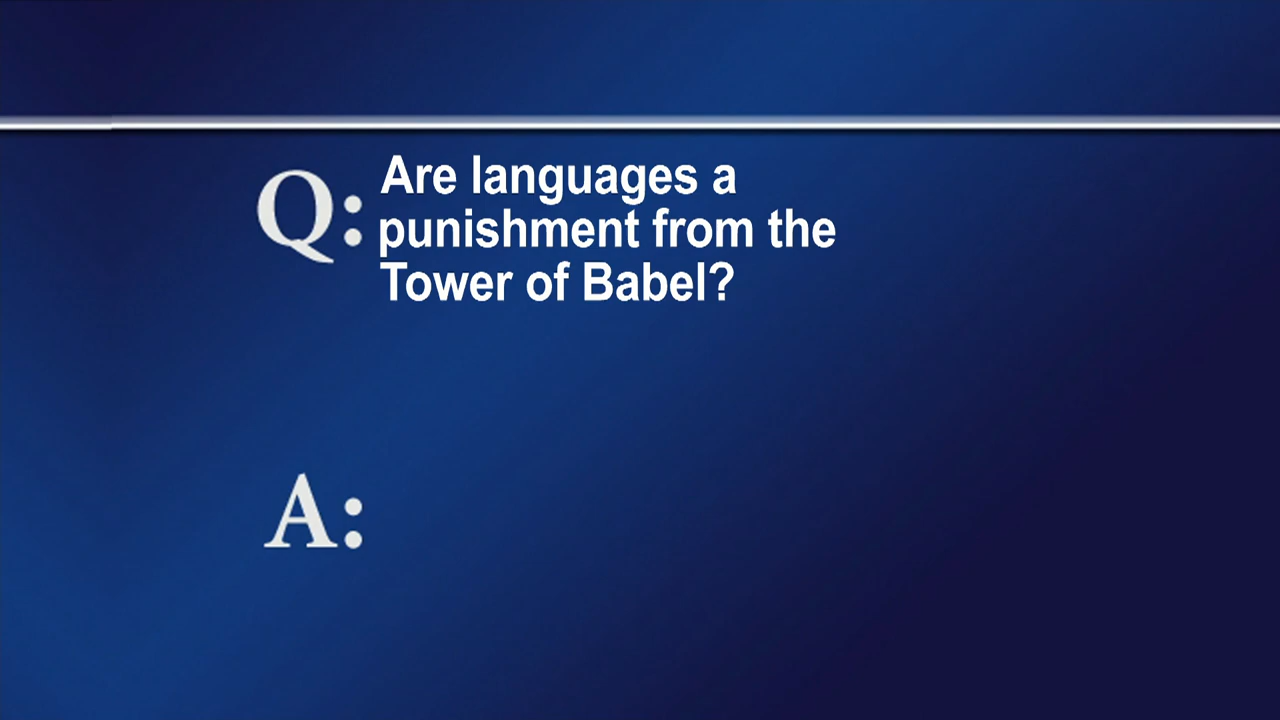 Q: Are languages a
punishment from the
Tower of Babel?
A: